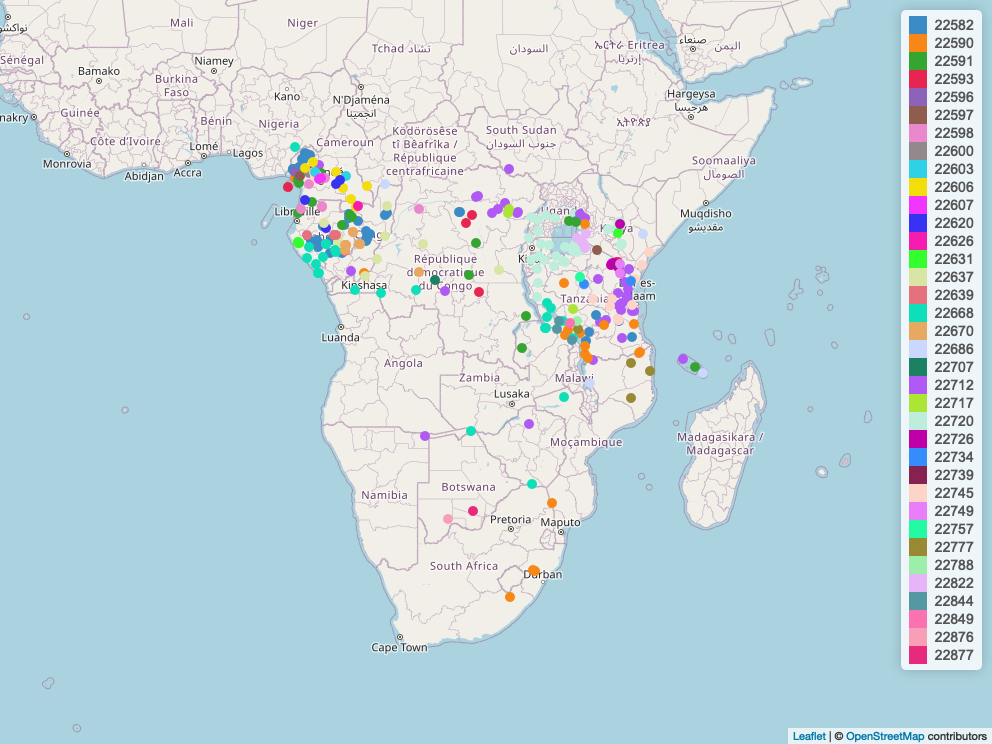 نواكشو
Mali
Niger
Tchad تشاد
السودان
ኤርትራ Eritrea
إرتريا
صنعاء
اليمن
Sénégal
Bamako
Niamey
Burkina
Faso
Kano
N'Djaména
انجمينا
Hargeysa
هرجيسا
nakry
Guinée
Bénin
Nigeria
Côte d'Ivoire
Lomé
Lagos
Cameroun
Ködörösêse
tî Bêafrîka /
République
centrafricaine
South Sudan
جنوب السودان
Soomaaliya
الصومال
Monrovia
Abidjan
Accra
Muqdisho
مقديشو
Libreville
Ugan
K
Ki
République
démocratique
du Congo
Kinshasa
Tanzania
es-
alaam
Luanda
Angola
Zambia
Malawi
Lusaka
Moçambique
Madagasikara /
Madagascar
Namibia
Botswana
Pretoria
Maputo
South Africa
Durban
Cape Town
22582
22590
22591
22593
22596
22597
22598
22600
22603
22606
22607
22620
22626
22631
22637
22639
22668
22670
22686
22707
22712
22717
22720
22726
22734
22739
22745
22749
22757
22777
22788
22822
22844
22849
22876
22877
Leaflet | © OpenStreetMap contributors